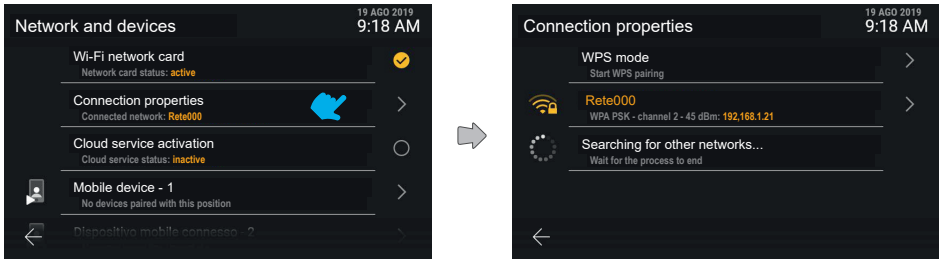 19 AGO 2019
Network and devices
9:18 AM
Wi-Fi network card
Network card status: active
Connection properties
Connected network: Rete000
Cloud service activation
Cloud service status: inactive
Mobile device - 1
No devices paired with this position
Dispositivo mobile connesso - 2
19 AGO 2019
Connection properties
9:18 AM
WPS mode
Start WPS pairing
Rete000
WPA PSK - channel 2 - 45 dBm: 192,168.1.21
Searching for other networks...
Wait for the process to end